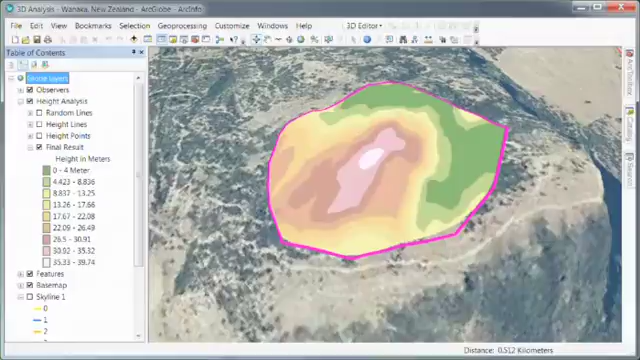 3D Analysis - Wanaka, New Zealand - ArcGlobe - ArcInfo
File Edit View Bookmarks Selection Geoprocessing Customize Windows Help
3D Editor
Table of Contents
Globe layers
Observers
Height Analysis
Random Lines
Height Lines
Height Points
Final Result
Height in Meters
0 - 4 Meter
4.423 - 8.836
8.837 - 13.25
13.26 - 17.66
17.67 - 22.08
22.09 - 26.49
26.5 - 30.91
30.92 - 35.32
35.33 - 39.74
Features
Basemap
Skyline 1
0
1
2
ArcToolbox
Catalog
Search
Distance: 0.512 Kilometers